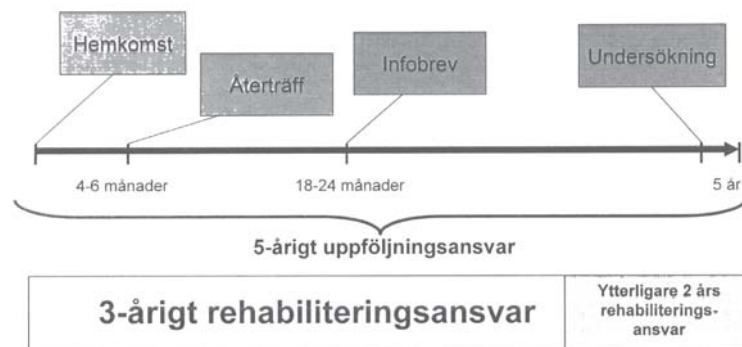 Hemkomst
Återträff
Infobrev
Undersökning
4-6 månader
18-24 månader
5 år
5-årigt uppföljningsansvar
3-årigt rehabiliteringsansvar
Ytterligare 2 års
rehabiliterings-
ansvar